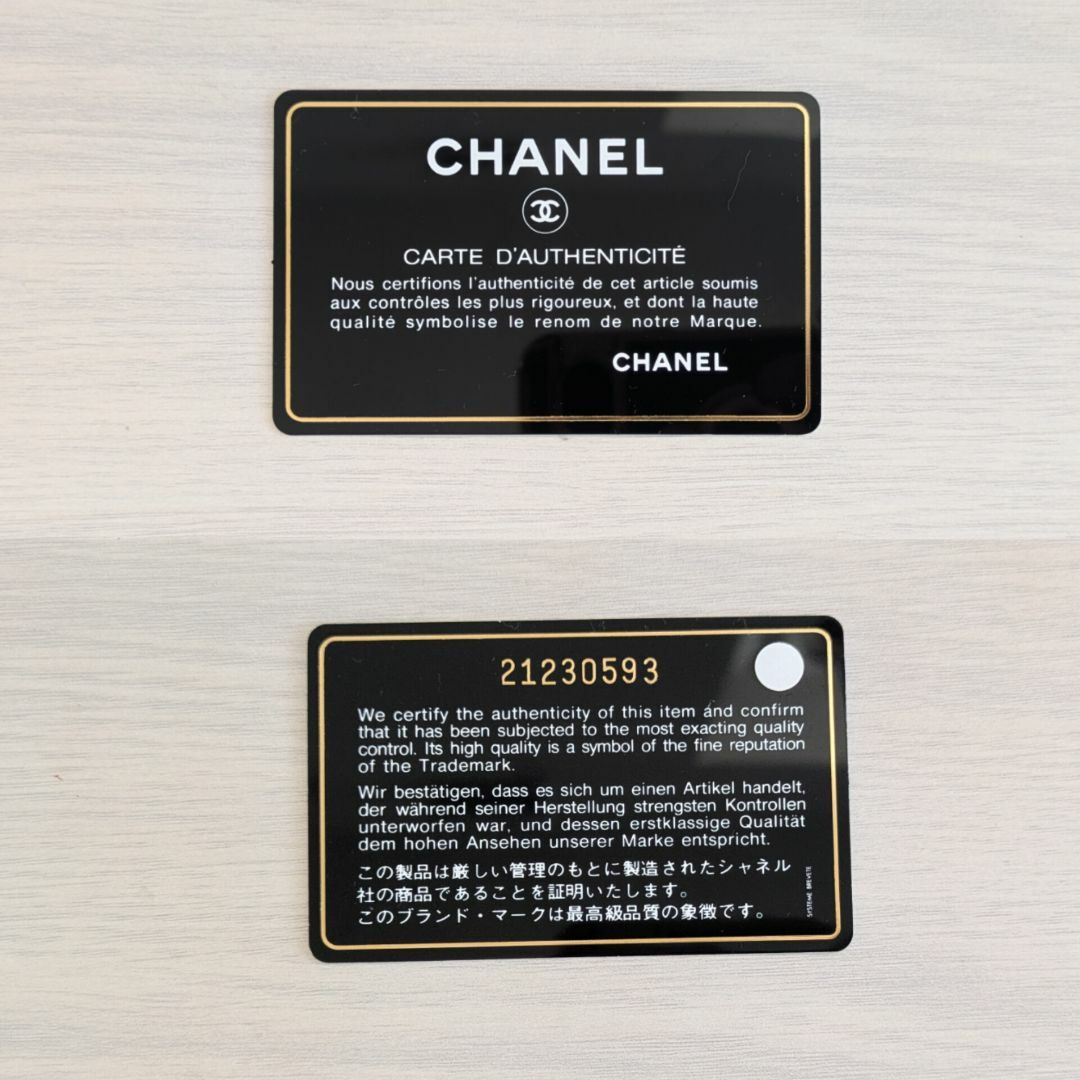 CHANEL
CARTE D'AUTHENTICITÉ
Nous certifions l'authenticité de cet article soumis
aux contrôles les plus rigoureux, et dont la haute
qualité symbolise le renom de notre Marque.
CHANEL
21230593
We certify the authenticity of this item and confirm
that it has been subjected to the most exacting quality
control. Its high quality is a symbol of the fine reputation
of the Trademark.
Wir bestätigen, dass es sich um einen Artikel handelt,
der während seiner Herstellung strengsten Kontrollen
unterworfen war, und dessen erstklassige Qualität
dem hohen Ansehen unserer Marke entspricht.
この製品は厳しい管理のもとに製造されたシャネル
社の商品であることを証明いたします。
このブランド・マークは最高級品質の象徴です。
SYSTEME BREVETE